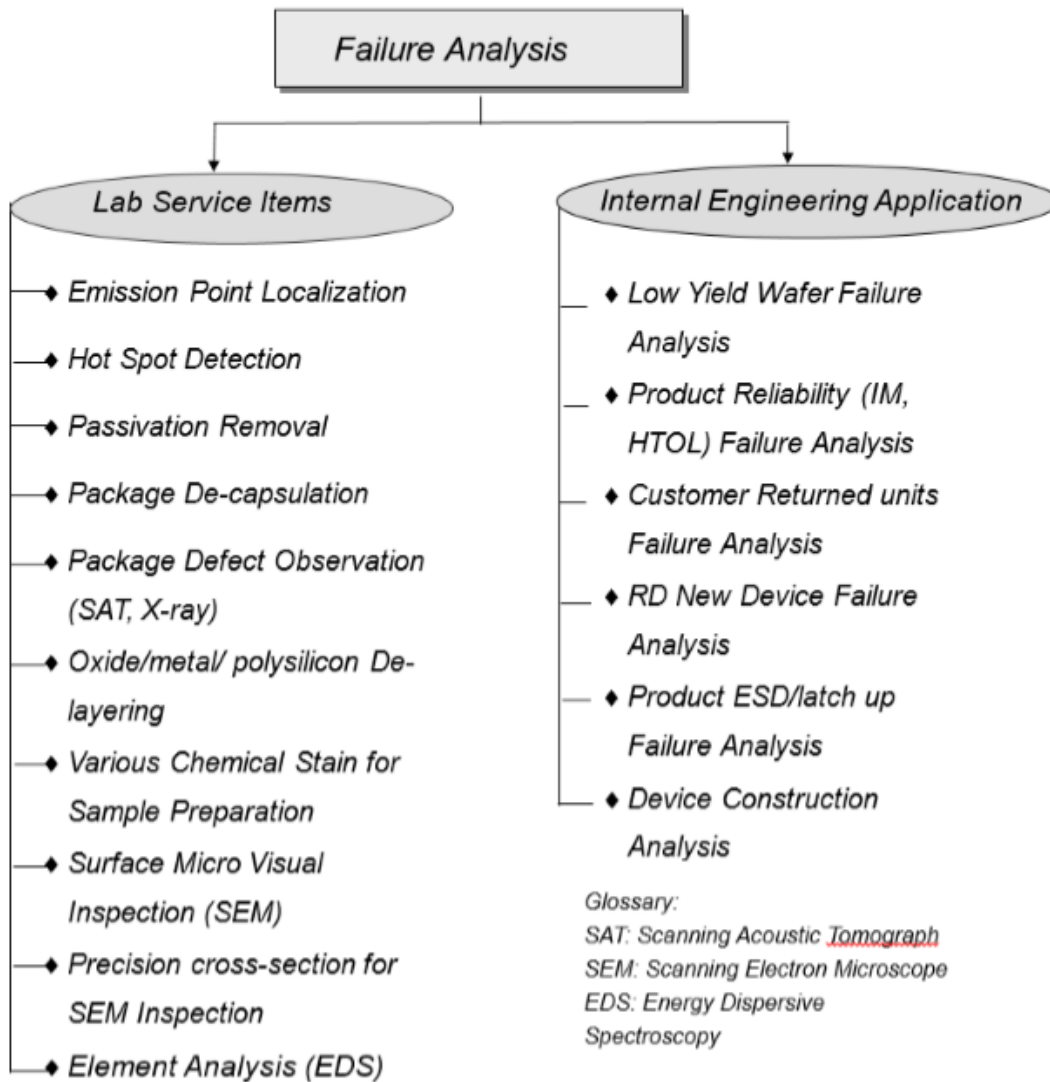 Failure Analysis
Lab Service Items
Emission Point Localization
Hot Spot Detection
Passivation Removal
Package De-capsulation
Package Defect Observation
(SAT, X-ray)
Oxide/metal/ polysilicon De-
layering
Various Chemical Stain for
Sample Preparation
Surface Micro Visual
Inspection (SEM)
Precision cross-section for
SEM Inspection
Element Analysis (EDS)
Internal Engineering Application
Low Yield Wafer Failure
Analysis
Product Reliability (IM,
HTOL) Failure Analysis
Customer Returned units
Failure Analysis
RD New Device Failure
Analysis
Product ESD/latch up
Failure Analysis
Device Construction
Analysis
Glossary:
SAT: Scanning Acoustic Tomograph
SEM: Scanning Electron Microscope
EDS: Energy Dispersive
Spectroscopy